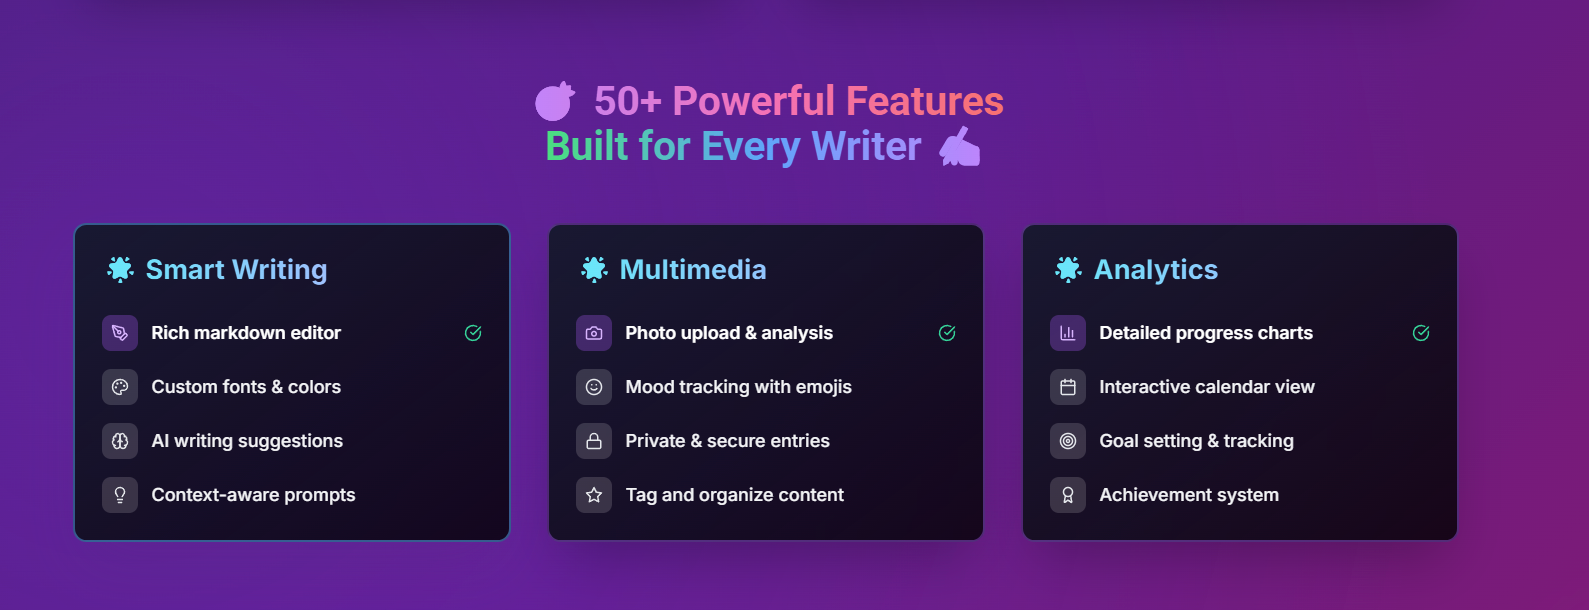 50+ Powerful Features
Built for Every Writer
Smart Writing
Rich markdown editor
Custom fonts & colors
AI writing suggestions
Context-aware prompts
Multimedia
Photo upload & analysis
Mood tracking with emojis
Private & secure entries
Tag and organize content
Analytics
Detailed progress charts
Interactive calendar view
Goal setting & tracking
Achievement system